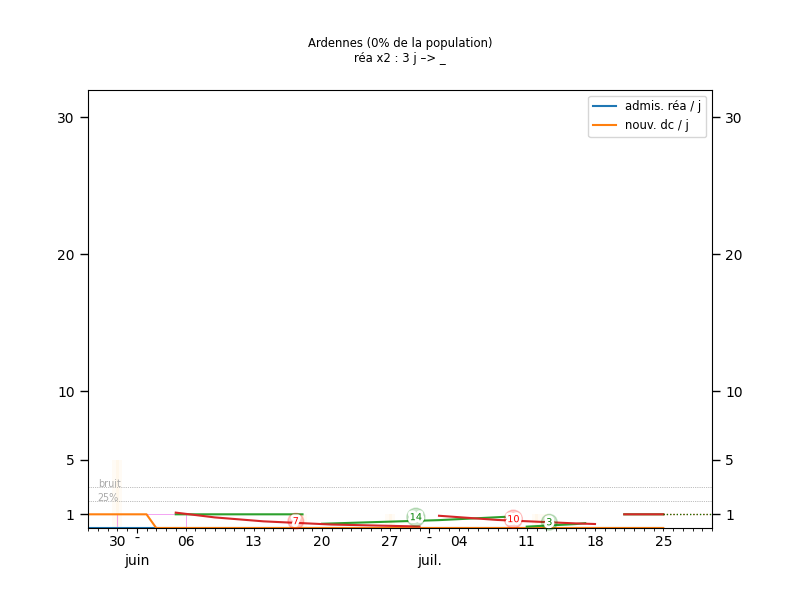 Ardennes (0% de la population)
réa x2 : 3 j –> _
admis. réa / j
nouv. dc / j
30 30
20 20
10 10
5 5
bruit
25%
1 1
7 14 10 3
30 - 06 13 20 27 - 04 11 18 25
juin juil.